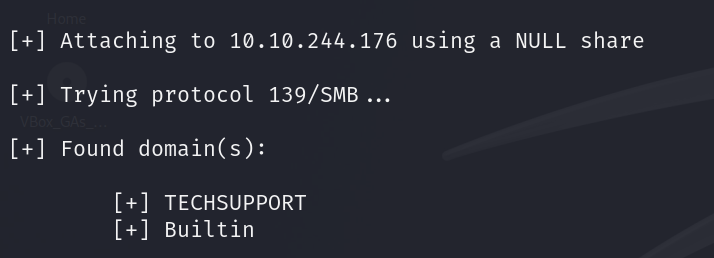 Home
[+] Attaching to 10.10.244.176 using a NULL share
[+] Trying protocol 139/SMB...
VBox_GAs_...
[+] Found domain(s):
[+] TECHSUPPORT
[+] Builtin